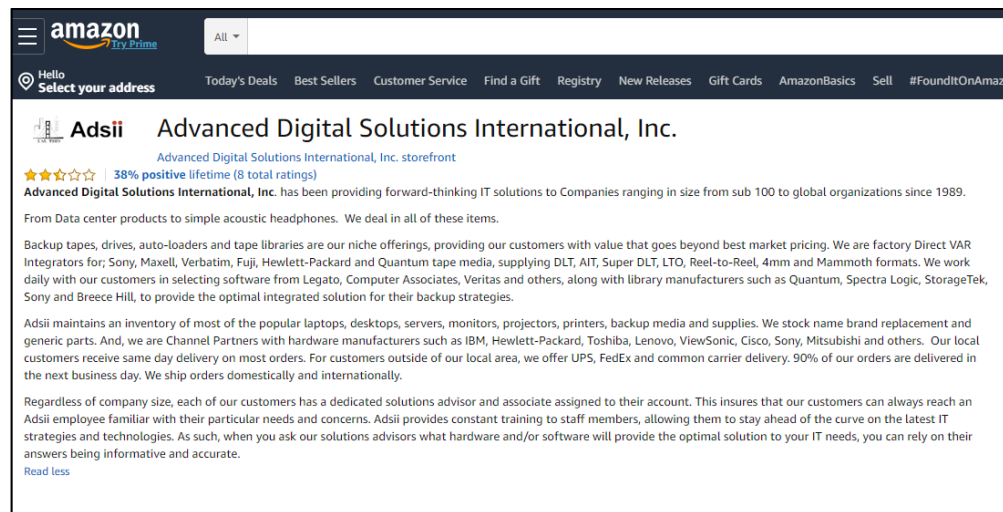 amazon
Try Prime
All
Hello
Select your address
Today's Deals Best Sellers Customer Service Find a Gift Registry New Releases Gift Cards AmazonBasics Sell #FoundItOnAmaz
Adsii
Advanced Digital Solutions International, Inc.
Advanced Digital Solutions International, Inc. storefront
38% positive lifetime (8 total ratings)
Advanced Digital Solutions International, Inc. has been providing forward-thinking IT solutions to Companies ranging in size from sub 100 to global organizations since 1989.
From Data center products to simple acoustic headphones. We deal in all of these items.
Backup tapes, drives, auto-loaders and tape libraries are our niche offerings, providing our customers with value that goes beyond best market pricing. We are factory Direct VAR
Integrators for; Sony, Maxell, Verbatim, Fuji, Hewlett-Packard and Quantum tape media, supplying DLT, AIT, Super DLT, LTO, Reel-to-Reel, 4mm and Mammoth formats. We work
daily with our customers in selecting software from Legato, Computer Associates, Veritas and others, along with library manufacturers such as Quantum, Spectra Logic, StorageTek,
Sony and Breece Hill, to provide the optimal integrated solution for their backup strategies.
Adsii maintains an inventory of most of the popular laptops, desktops, servers, monitors, projectors, printers, backup media and supplies. We stock name brand replacement and
generic parts. And, we are Channel Partners with hardware manufacturers such as IBM, Hewlett-Packard, Toshiba, Lenovo, ViewSonic, Cisco, Sony, Mitsubishi and others. Our local
customers receive same day delivery on most orders. For customers outside of our local area, we offer UPS, FedEx and common carrier delivery. 90% of our orders are delivered in
the next business day. We ship orders domestically and internationally.
Regardless of company size, each of our customers has a dedicated solutions advisor and associate assigned to their account. This insures that our customers can always reach an
Adsii employee familiar with their particular needs and concerns. Adsii provides constant training to staff members, allowing them to stay ahead of the curve on the latest IT
strategies and technologies. As such, when you ask our solutions advisors what hardware and/or software will provide the optimal solution to your IT needs, you can rely on their
answers being informative and accurate.
Read less